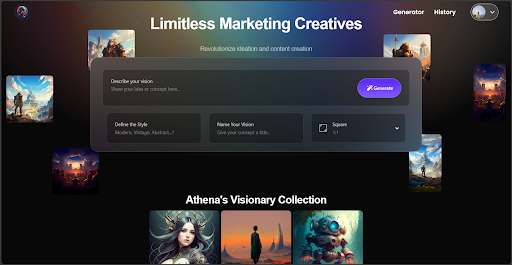 Generator
History
Limitless Marketing Creatives
Revolutionize ideation and content creation
Describe your vision
Share your idea or concept here...
Generate
Define the Style
Modern, Vintage, Abstract...?
Name Your Vision
Give your concept a title...
Square
1:1
Athena's Visionary Collection